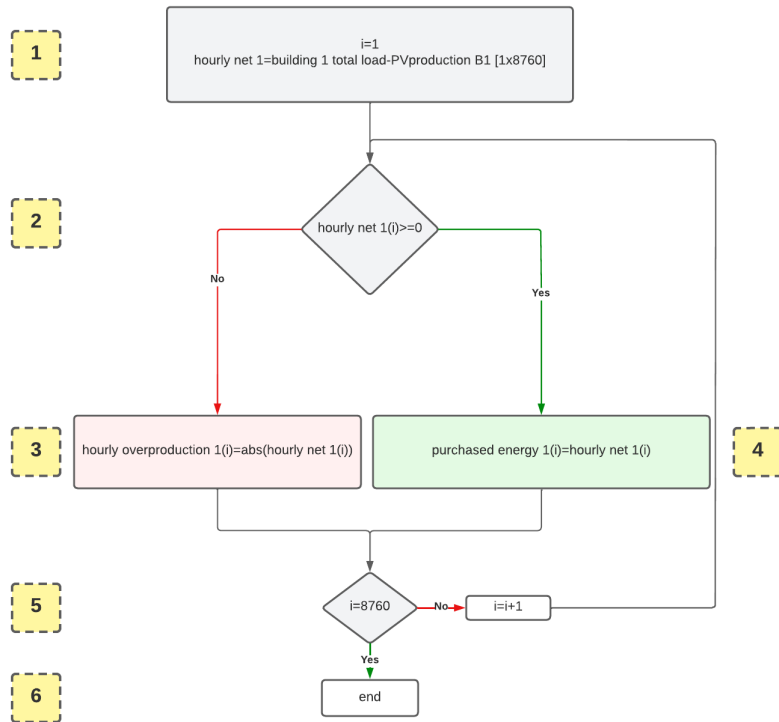 1
i=1
hourly net 1=building 1 total load-PVproduction B1 [1x8760]
2
hourly net 1(i)>=0
No
Yes
3
hourly overproduction 1(i)=abs(hourly net 1(i))
purchased energy 1(i)=hourly net 1(i)
4
5
i=8760
No
i=i+1
Yes
6
end